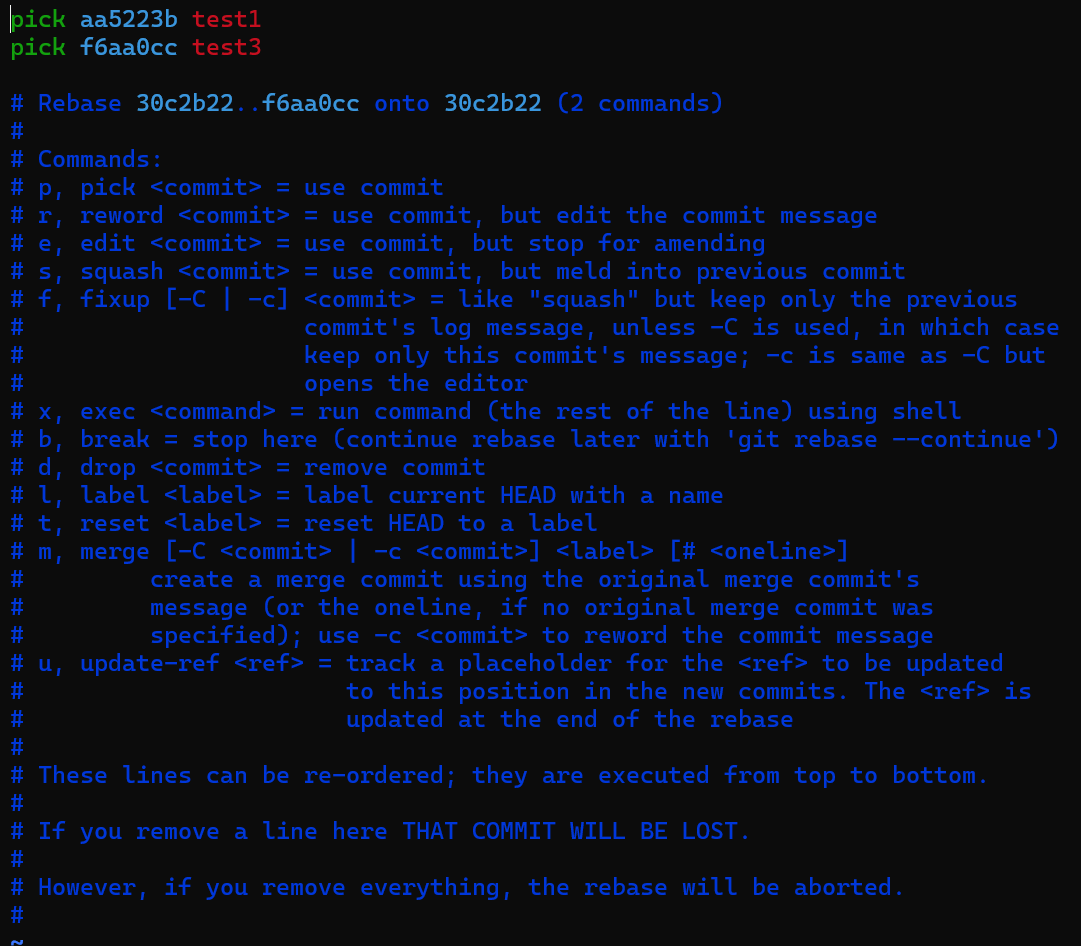 pick aa5223b test1
pick f6aa0cc test3

# Rebase 30c2b22..f6aa0cc onto 30c2b22 (2 commands)
#
# Commands:
# p, pick <commit> = use commit
# r, reword <commit> = use commit, but edit the commit message
# e, edit <commit> = use commit, but stop for amending
# s, squash <commit> = use commit, but meld into previous commit
# f, fixup [-C | -c] <commit> = like "squash" but keep only the previous
#                    commit's log message, unless -C is used, in which case
#                    keep only this commit's message; -c is same as -C but
#                    opens the editor
# x, exec <command> = run command (the rest of the line) using shell
# b, break = stop here (continue rebase later with 'git rebase --continue')
# d, drop <commit> = remove commit
# l, label <label> = label current HEAD with a name
# t, reset <label> = reset HEAD to a label
# m, merge [-C <commit> | -c <commit>] <label> [# <oneline>]
#         create a merge commit using the original merge commit's
#         message (or the oneline, if no original merge commit was
#         specified); use -c <commit> to reword the commit message
# u, update-ref <ref> = track a placeholder for the <ref> to be updated
#                       to this position in the new commits. The <ref> is
#                       updated at the end of the rebase
#
# These lines can be re-ordered; they are executed from top to bottom.
#
# If you remove a line here THAT COMMIT WILL BE LOST.
#
# However, if you remove everything, the rebase will be aborted.
#
~